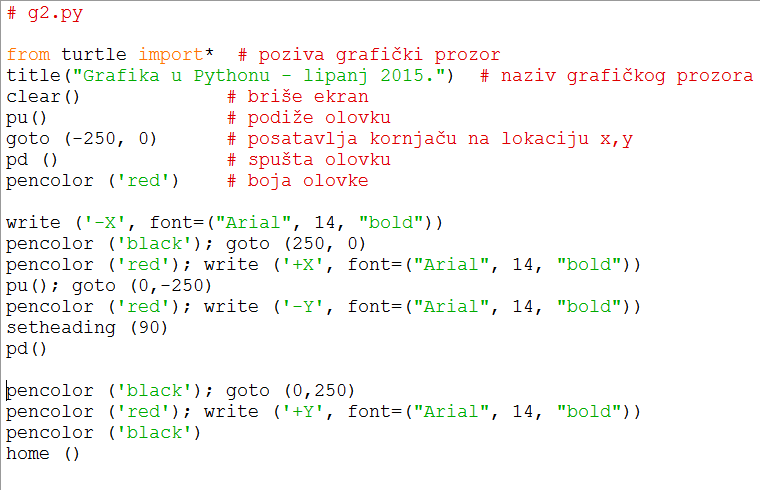 # g2.py
from turtle import* # poziva grafički prozor
title("Grafika u Pythonu - lipanj 2015.") # naziv grafičkog prozora
clear() # briše ekran
pu() # podiže olovku
goto (-250, 0) # posatavlja kornjaču na lokaciju x,y
pd () # spušta olovku
pencolor ('red') # boja olovke
write ('-X', font=("Arial", 14, "bold"))
pencolor ('black'); goto (250, 0)
pencolor ('red'); write ('+X', font=("Arial", 14, "bold"))
pu(); goto (0,-250)
pencolor ('red'); write ('-Y', font=("Arial", 14, "bold"))
setheading (90)
pd()
pencolor ('black'); goto (0,250)
pencolor ('red'); write ('+Y', font=("Arial", 14, "bold"))
pencolor ('black')
home ()